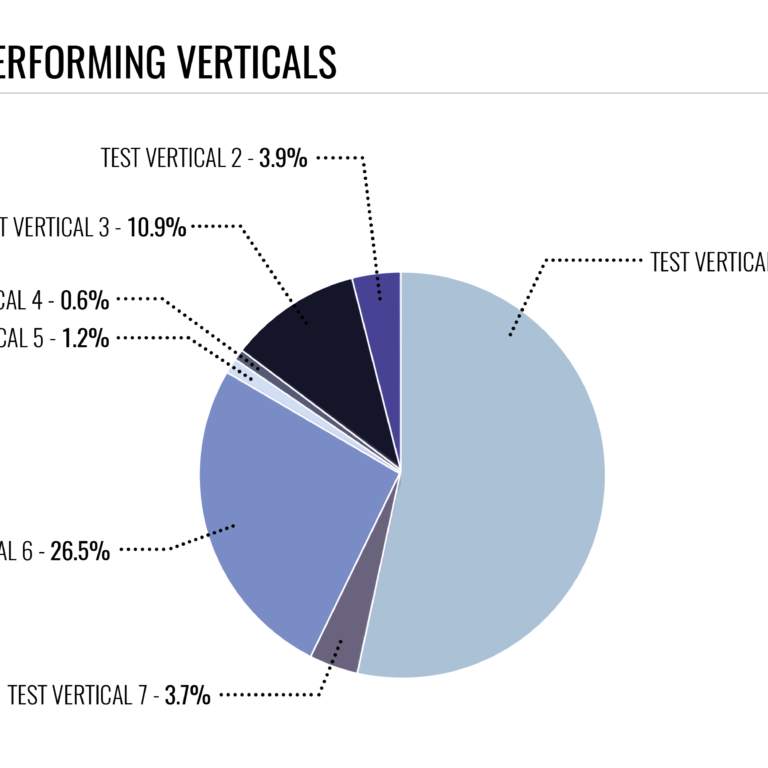 ERFORMING VERTICALS
TEST VERTICAL 2 - 3.9%
T VERTICAL 3 - 10.9%
TEST VERTICA
CAL 4 - 0.6%
CAL 5 - 1.2%
AL 6 - 26.5%
TEST VERTICAL 7 - 3.7%